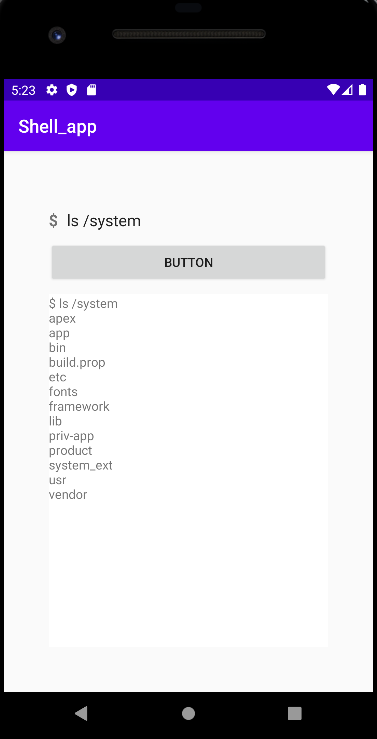 5:23
Shell_app
$ ls /system
BUTTON
$ ls /system
apex
app
bin
build.prop
etc
fonts
framework
lib
priv-app
product
system_ext
usr
vendor